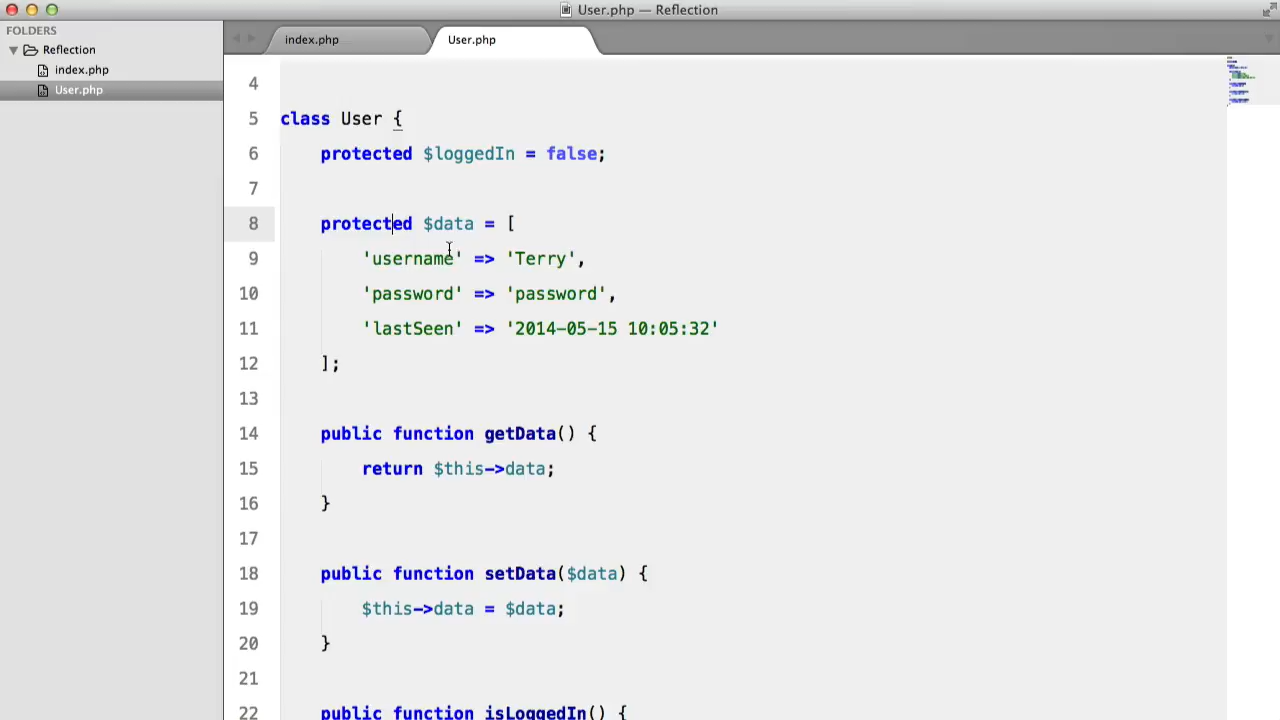 User.php — Reflection
FOLDERS
Reflection
index.php
User.php
index.php
User.php
4
5 class User {
6 protected $loggedIn = false;
7
8 protected $data = [
9 'username' => 'Terry',
10 'password' => 'password',
11 'lastSeen' => '2014-05-15 10:05:32'
12 ];
13
14 public function getData() {
15 return $this->data;
16 }
17
18 public function setData($data) {
19 $this->data = $data;
20 }
21
22 public function isLoggedIn() {